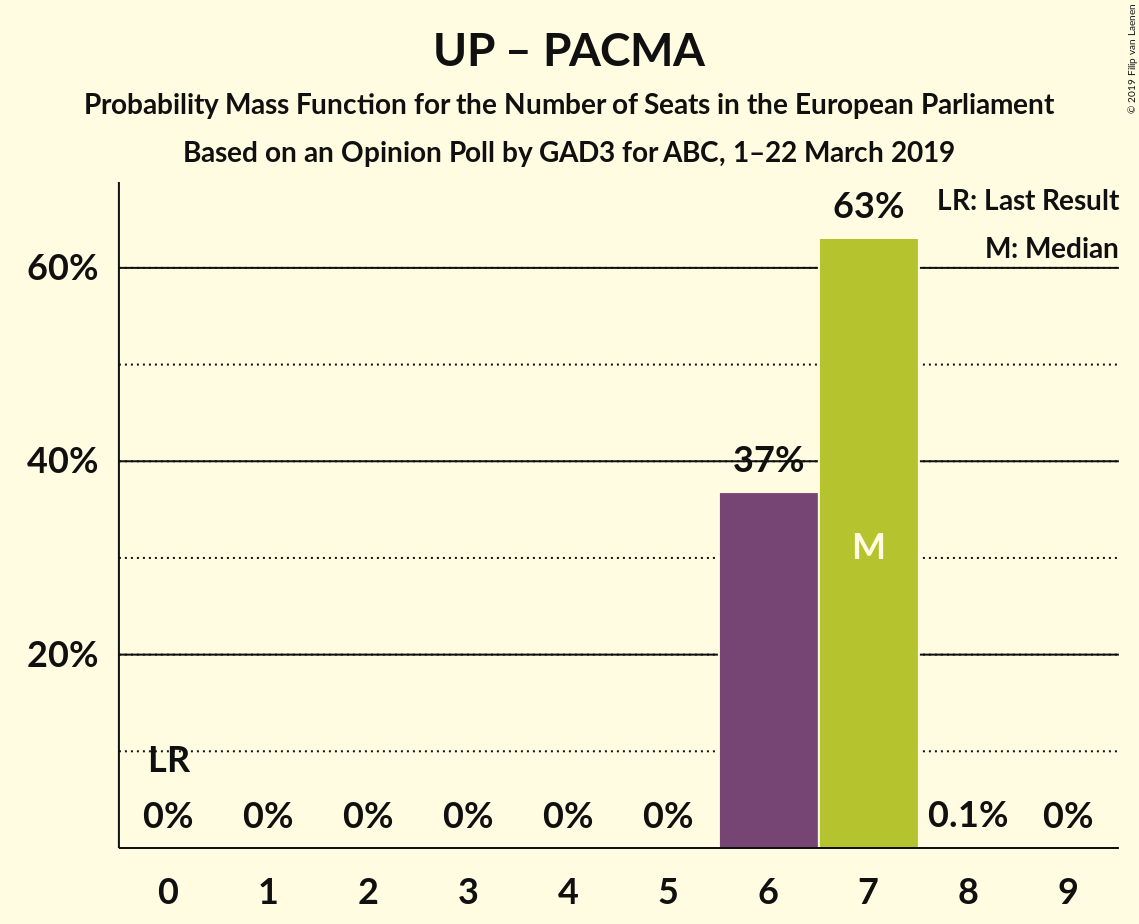 UP – PACMA
Probability Mass Function for the Number of Seats in the European Parliament
Based on an Opinion Poll by GAD3 for ABC, 1–22 March 2019
© 2019 Filip van Laenen
LR: Last Result
M: Median
63%
60%
40%
37%
M
20%
LR
0% 0% 0% 0% 0% 0% 0.1% 0%
0 1 2 3 4 5 6 7 8 9